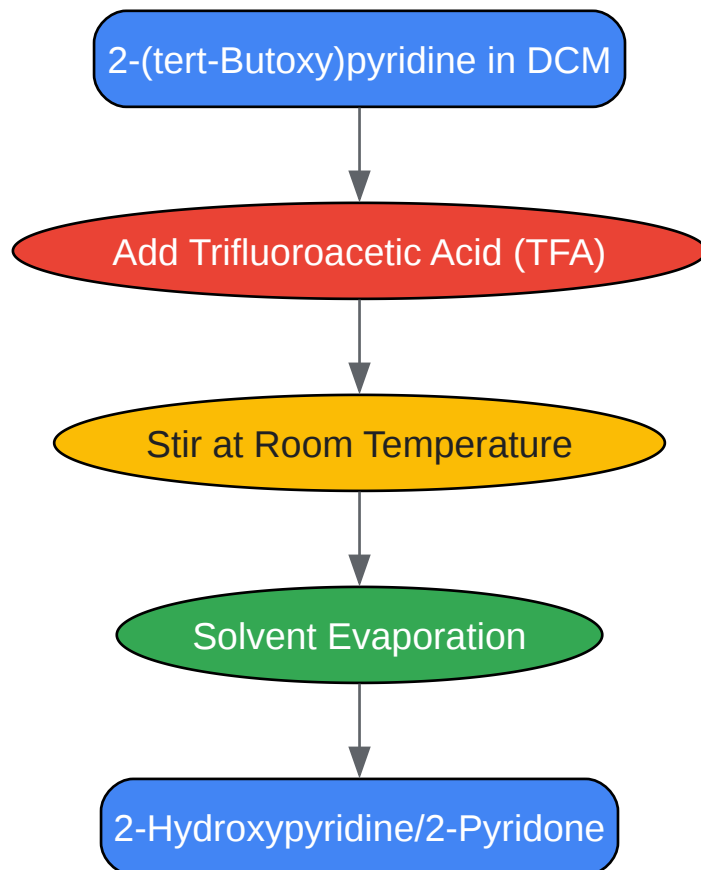 2-(tert-Butoxy)pyridine in DCM
Add Trifluoroacetic Acid (TFA)
Stir at Room Temperature
Solvent Evaporation
2-Hydroxypyridine/2-Pyridone